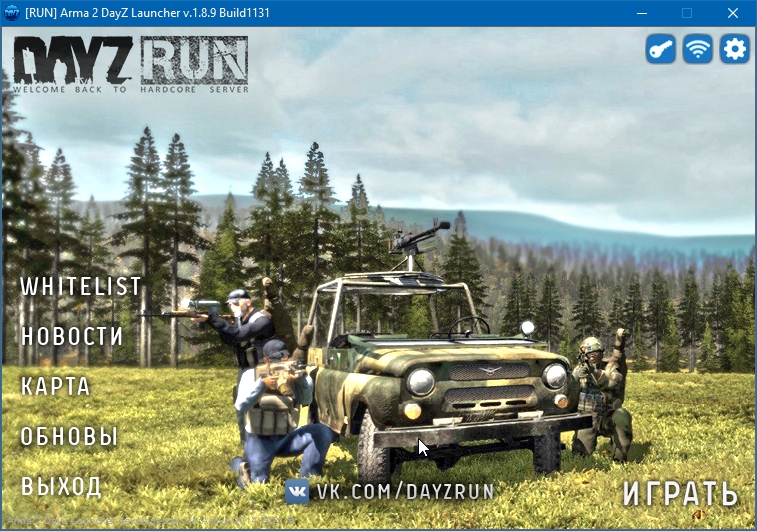 [RUN] Arma 2 DayZ Launcher v.1.8.9 Build1131
DAYZ RUN
WELCOME BACK TO HARDCORE SERVER
WHITELIST
НОВОСТИ
КАРТА
ОБНОВЫ
ВЫХОД
VK.COM/DAYZRUN
ИГРАТЬ